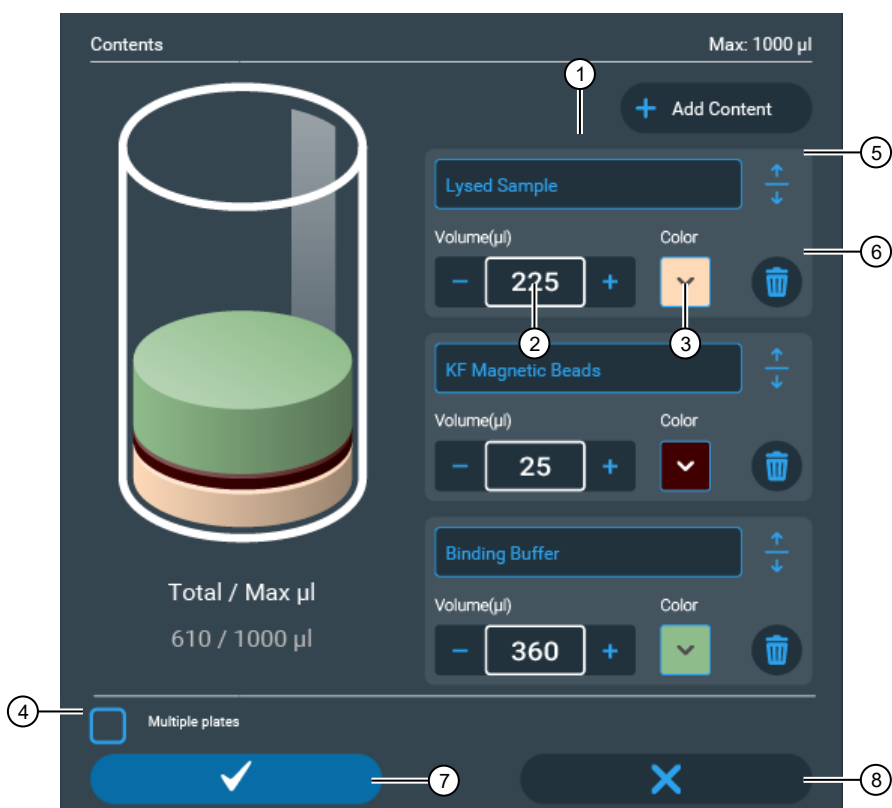 Contents
Max: 1000 µl
1
+ Add Content
5
Lysed Sample
Volume(µl)
Color
6
− 225 +
2
3
KF Magnetic Beads
Volume(µl)
Color
− 25 +
Binding Buffer
Total / Max µl
Volume(µl)
Color
610 / 1000 µl
− 360 +
4
Multiple plates
7
8